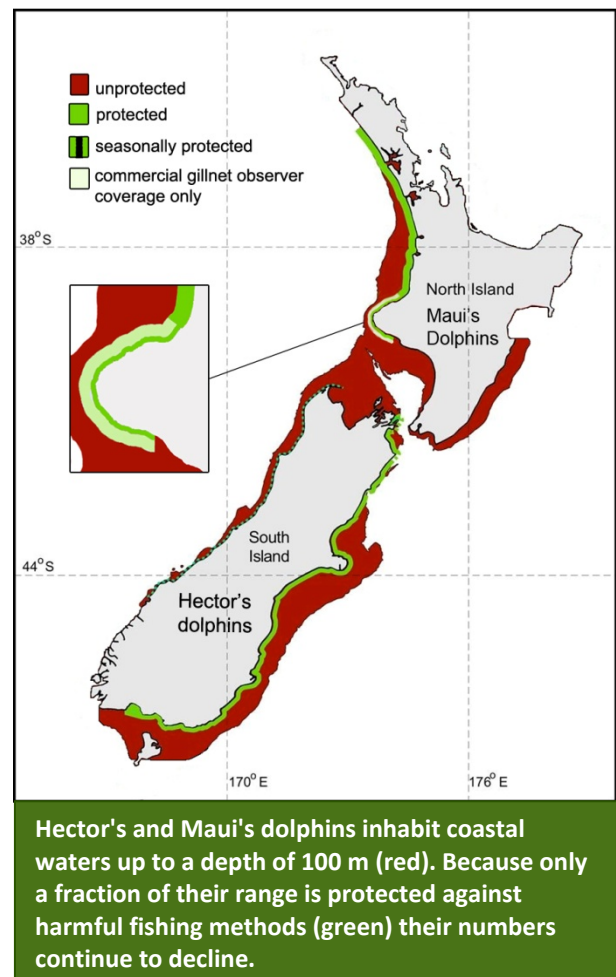 unprotected
protected
seasonally protected
commercial gillnet observer
coverage only
38°S
North Island
Maui's
Dolphins
South
Island
44°S
Hector's
dolphins
170°E
176°E
Hector's and Maui's dolphins inhabit coastal
waters up to a depth of 100 m (red). Because only
a fraction of their range is protected against
harmful fishing methods (green) their numbers
continue to decline.